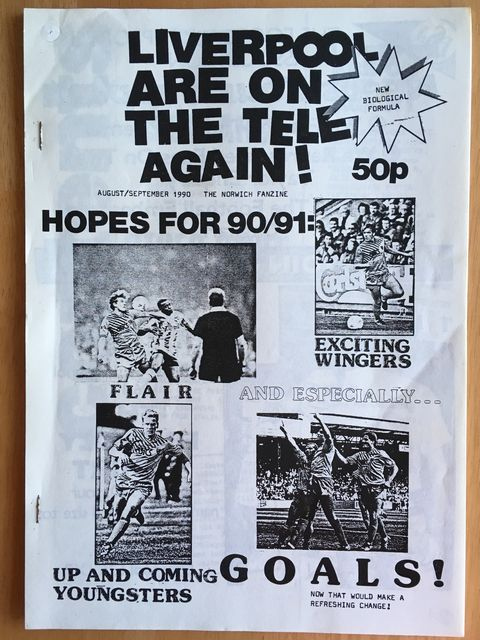 LIVERPOOL
ARE ON
THE TELE
AGAIN!
NEW
BIOLOGICAL
FORMULA
50p
AUGUST/SEPTEMBER 1990 THE NORWICH FANZINE
HOPES FOR 90/91:
Carlsberg
EXCITING
WINGERS
FLAIR
AND ESPECIALLY...
UP AND COMING
YOUNGSTERS
GOALS!
NOW THAT WOULD MAKE A
REFRESHING CHANGE!